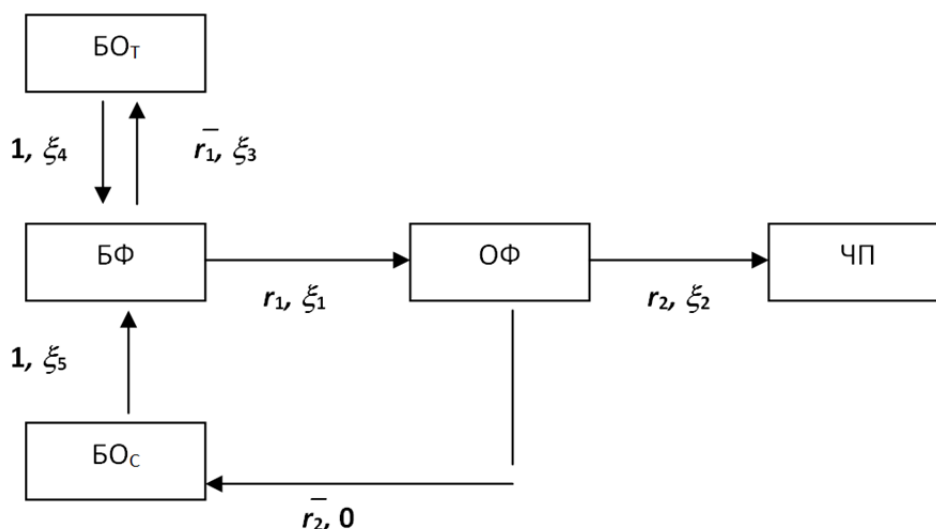 БОТ
1, ξ4
r̅1, ξ3
БФ
ОФ
ЧП
r1, ξ1
r2, ξ2
1, ξ5
БОС
r̅2, 0